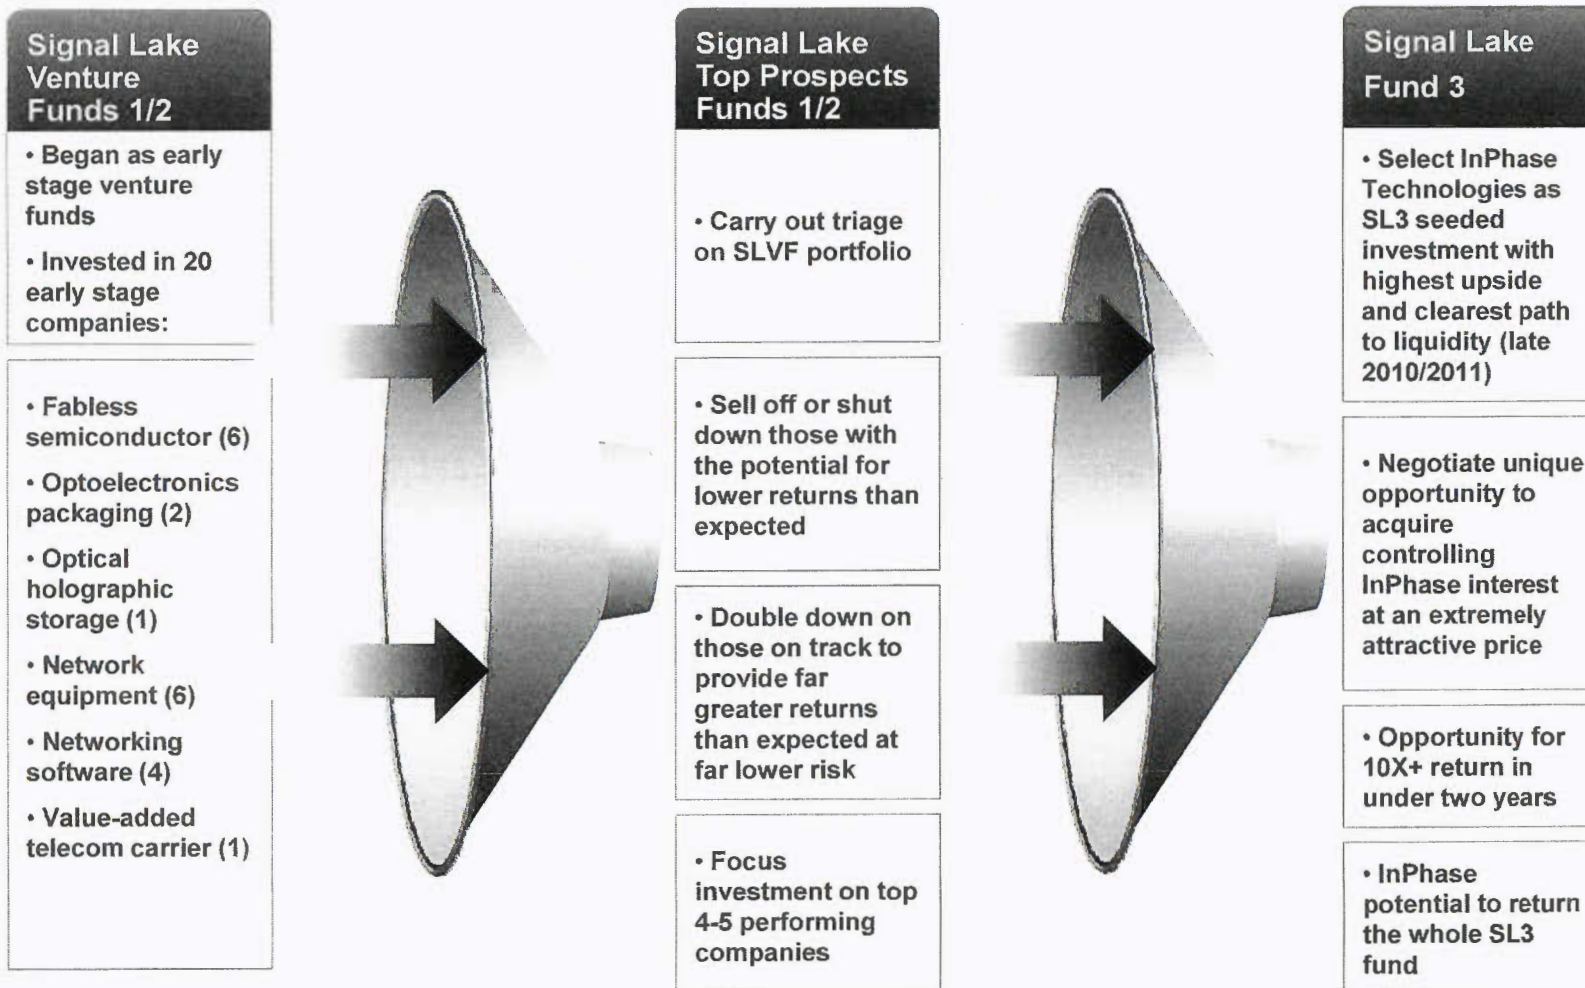 Signal Lake
Venture
Funds 1/2
• Began as early
stage venture
funds
• Invested in 20
early stage
companies:
• Fabless
semiconductor (6)
• Optoelectronics
packaging (2)
• Optical
holographic
storage (1)
• Network
equipment (6)
• Networking
software (4)
• Value-added
telecom carrier (1)
Signal Lake
Top Prospects
Funds 1/2
• Carry out triage
on SLVF portfolio
• Sell off or shut
down those with
the potential for
lower returns than
expected
• Double down on
those on track to
provide far
greater returns
than expected at
far lower risk
• Focus
investment on top
4-5 performing
companies
Signal Lake
Fund 3
• Select InPhase
Technologies as
SL3 seeded
investment with
highest upside
and clearest path
to liquidity (late
2010/2011)
• Negotiate unique
opportunity to
acquire
controlling
InPhase interest
at an extremely
attractive price
• Opportunity for
10X+ return in
under two years
• InPhase
potential to return
the whole SL3
fund